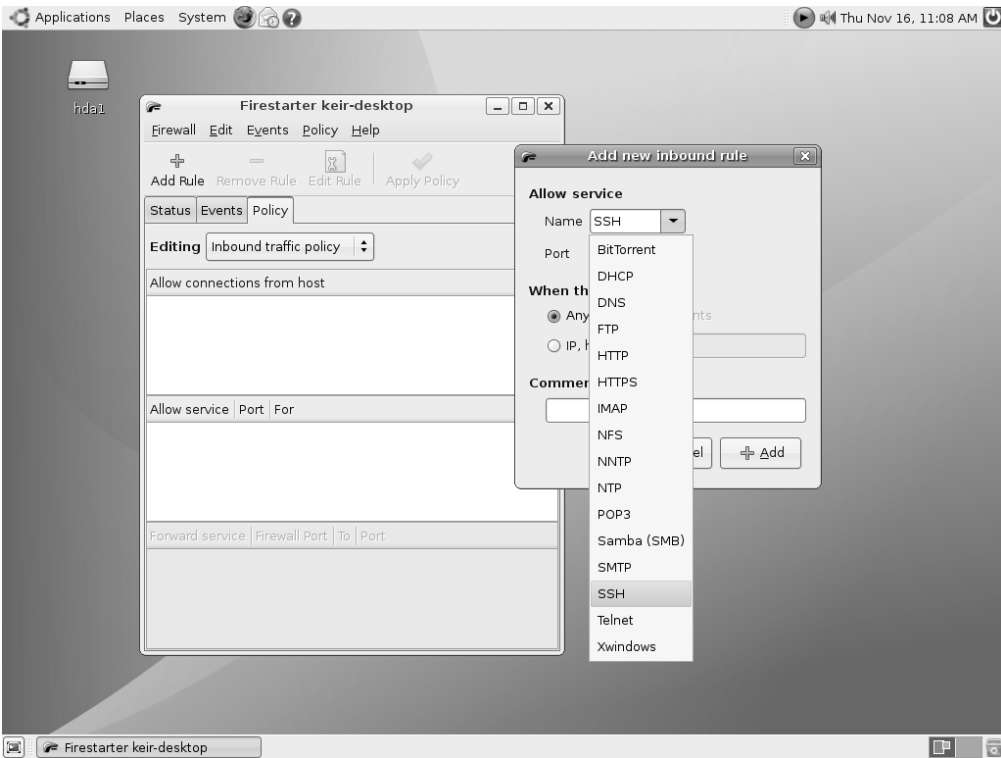 Applications Places System Thu Nov 16, 11:08 AM
hda1
Firestarter keir-desktop
Firewall Edit Events Policy Help
Add Rule Remove Rule Edit Rule Apply Policy
Status Events Policy
Editing Inbound traffic policy
Allow connections from host
Allow service Port For
Forward service Firewall Port To Port
Add new inbound rule
Allow service
Name SSH
Port
When th
Any nts
IP, h
Commen
el Add
BitTorrent
DHCP
DNS
FTP
HTTP
HTTPS
IMAP
NFS
NNTP
NTP
POP3
Samba (SMB)
SMTP
SSH
Telnet
Xwindows
Firestarter keir-desktop